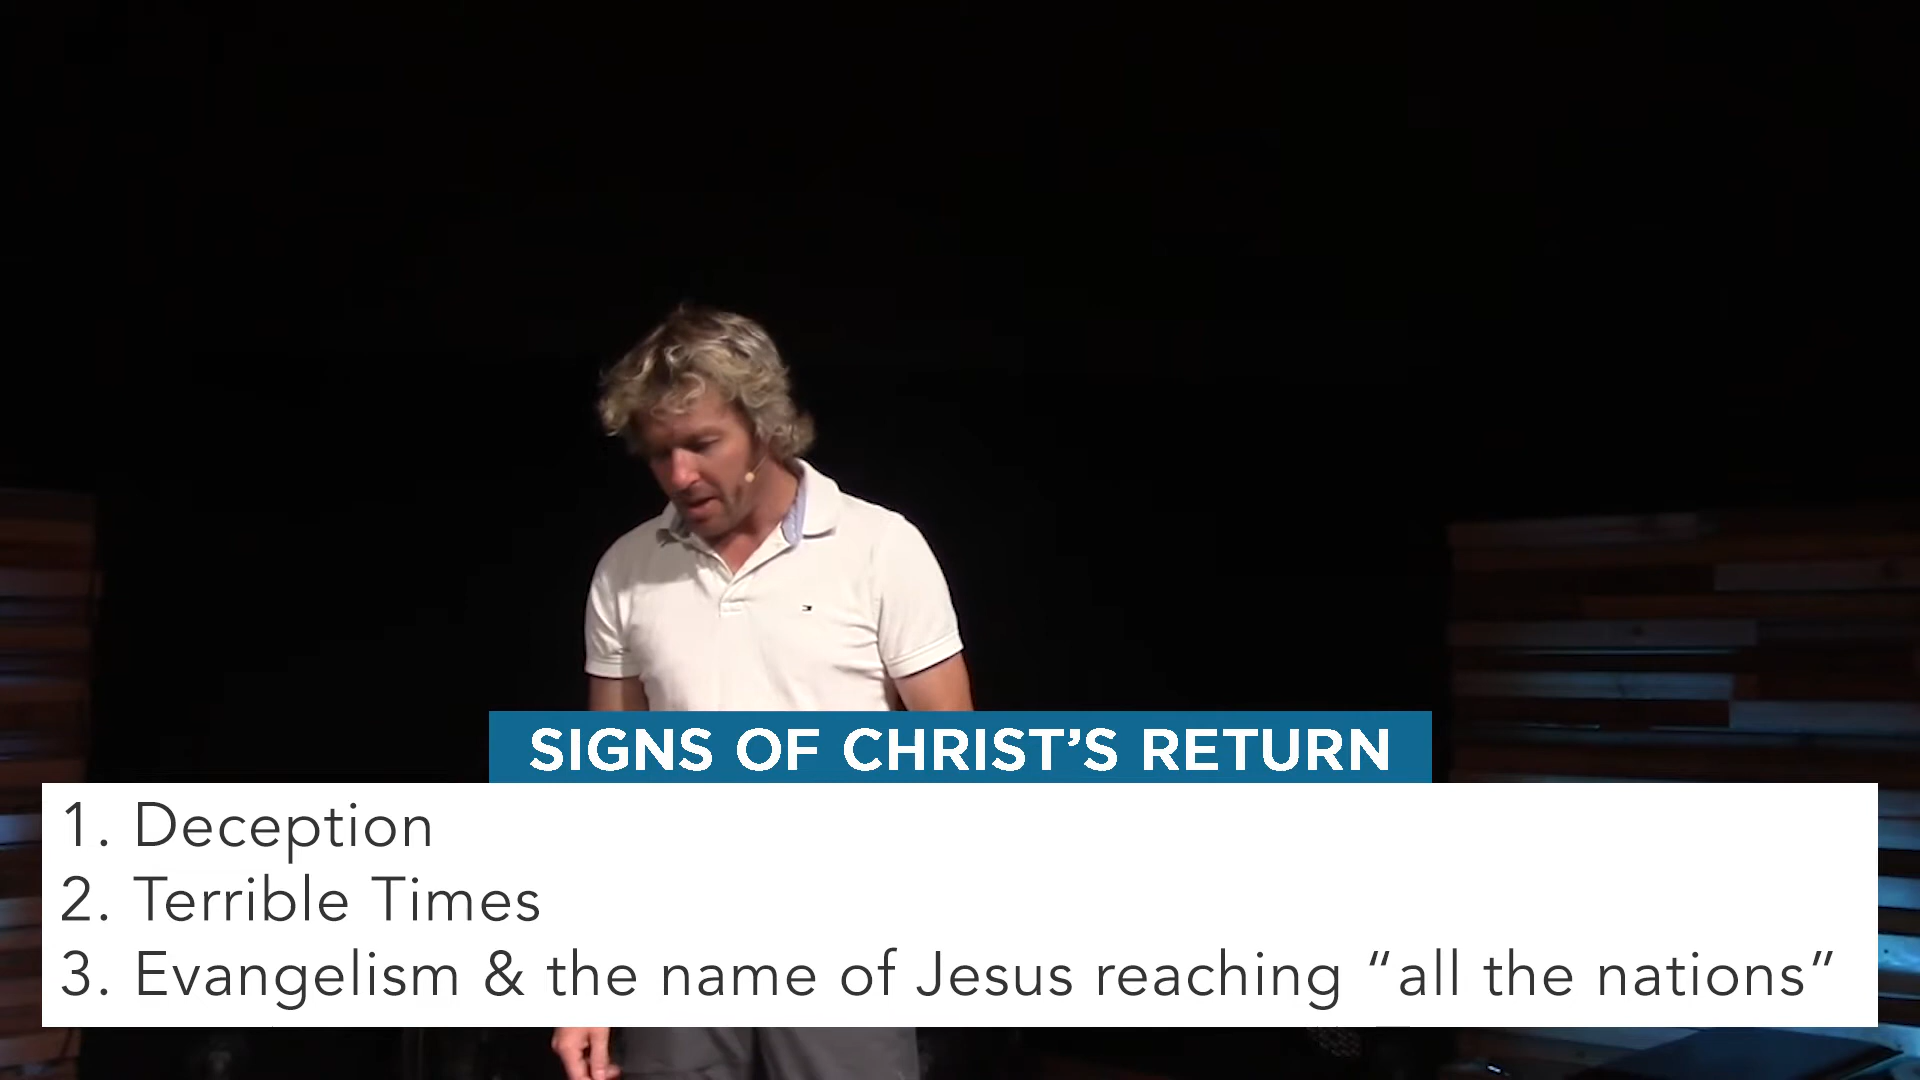 SIGNS OF CHRIST’S RETURN
1. Deception
2. Terrible Times
3. Evangelism & the name of Jesus reaching “all the nations”